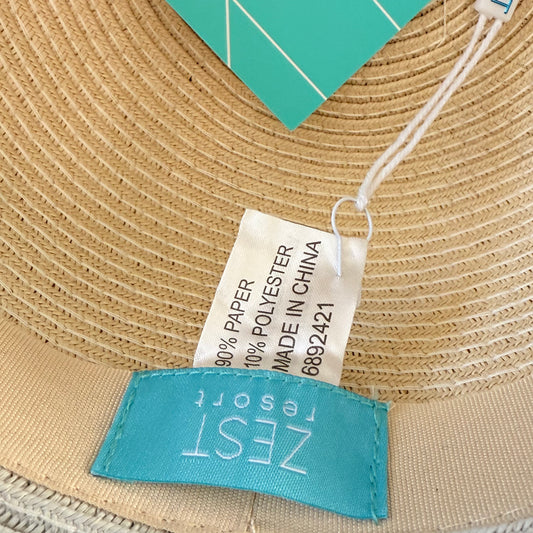 90% PAPER
10% POLYESTER
MADE IN CHINA
6892421
ZEST
resort